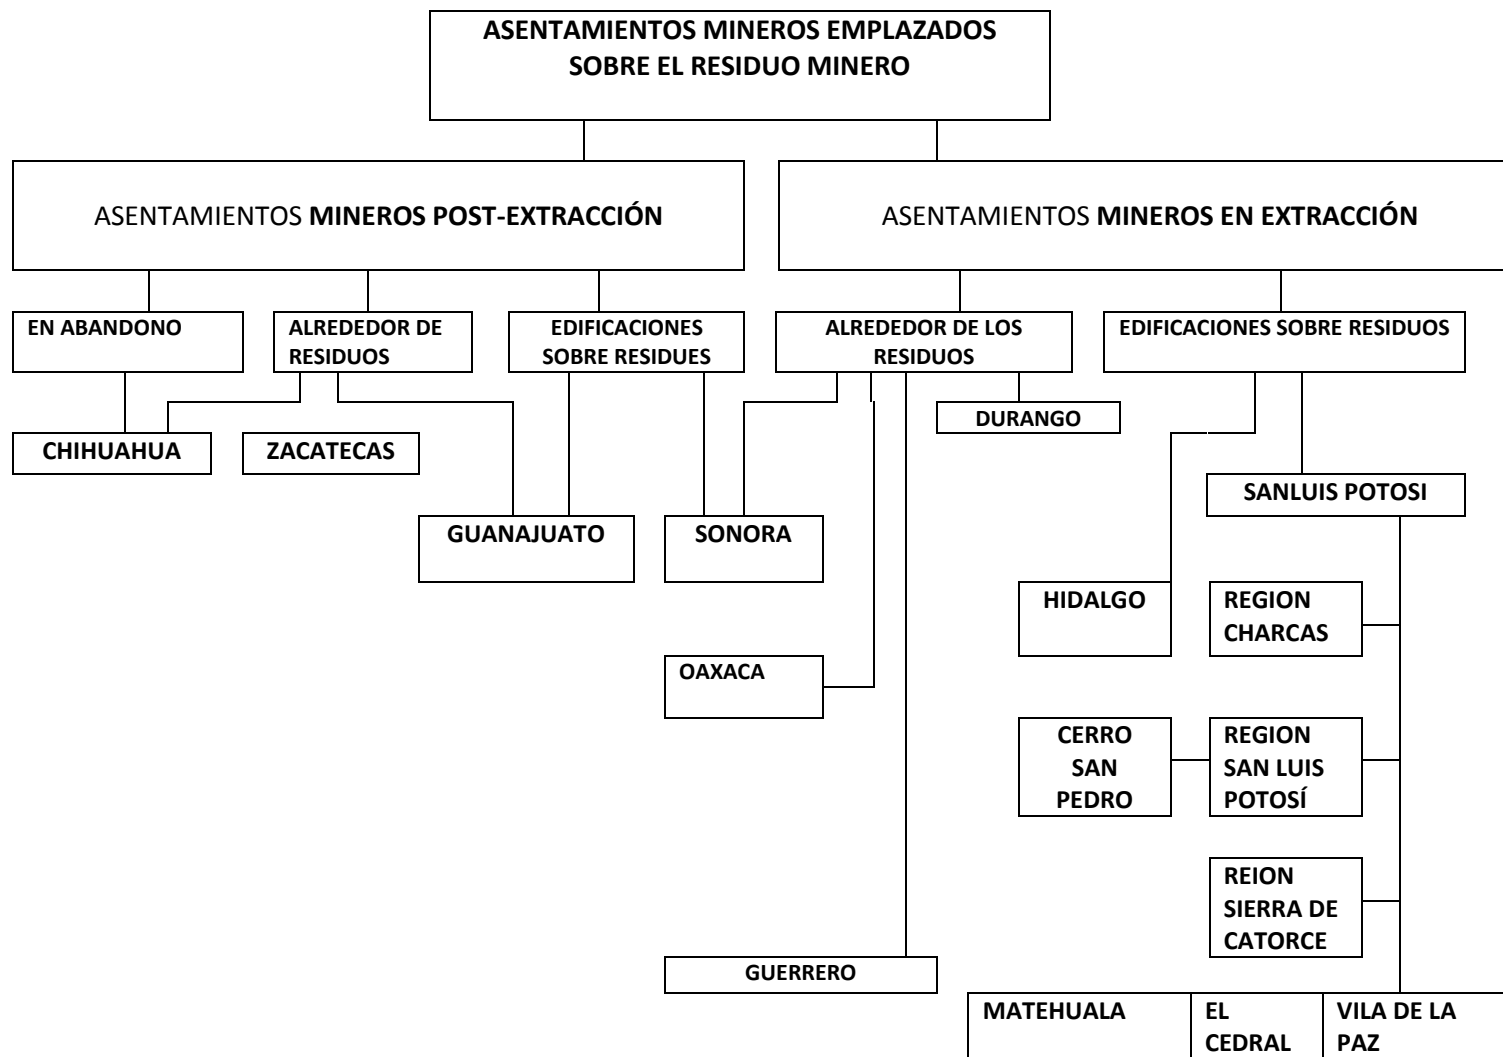 ASENTAMIENTOS MINEROS EMPLAZADOS
SOBRE EL RESIDUO MINERO
ASENTAMIENTOS MINEROS POST-EXTRACCIÓN
ASENTAMIENTOS MINEROS EN EXTRACCIÓN
EN ABANDONO
ALREDEDOR DE
RESIDUOS
EDIFICACIONES
SOBRE RESIDUES
ALREDEDOR DE LOS
RESIDUOS
EDIFICACIONES SOBRE RESIDUOS
DURANGO
CHIHUAHUA
ZACATECAS
SANLUIS POTOSI
GUANAJUATO
SONORA
HIDALGO
REGION
CHARCAS
OAXACA
CERRO
SAN
PEDRO
REGION
SAN LUIS
POTOSÍ
REION
SIERRA DE
CATORCE
GUERRERO
MATEHUALA
EL
CEDRAL
VILA DE LA
PAZ